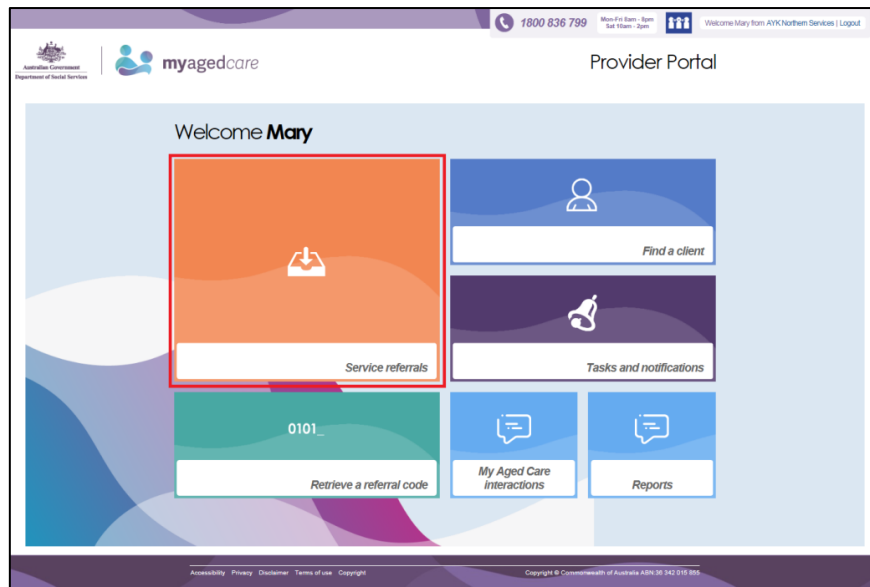 1800 836 799
Mon-Fri 8am - 8pm
Sat 10am - 2pm
Welcome Mary from AYK Northern Services | Logout
Australian Government
Department of Social Services
myagedcare
Provider Portal
Welcome Mary
Service referrals
Find a client
Tasks and notifications
0101_
Retrieve a referral code
My Aged Care
interactions
Reports
Accessibility Privacy Disclaimer Terms of use Copyright
Copyright © Commonwealth of Australia ABN:36 342 015 855